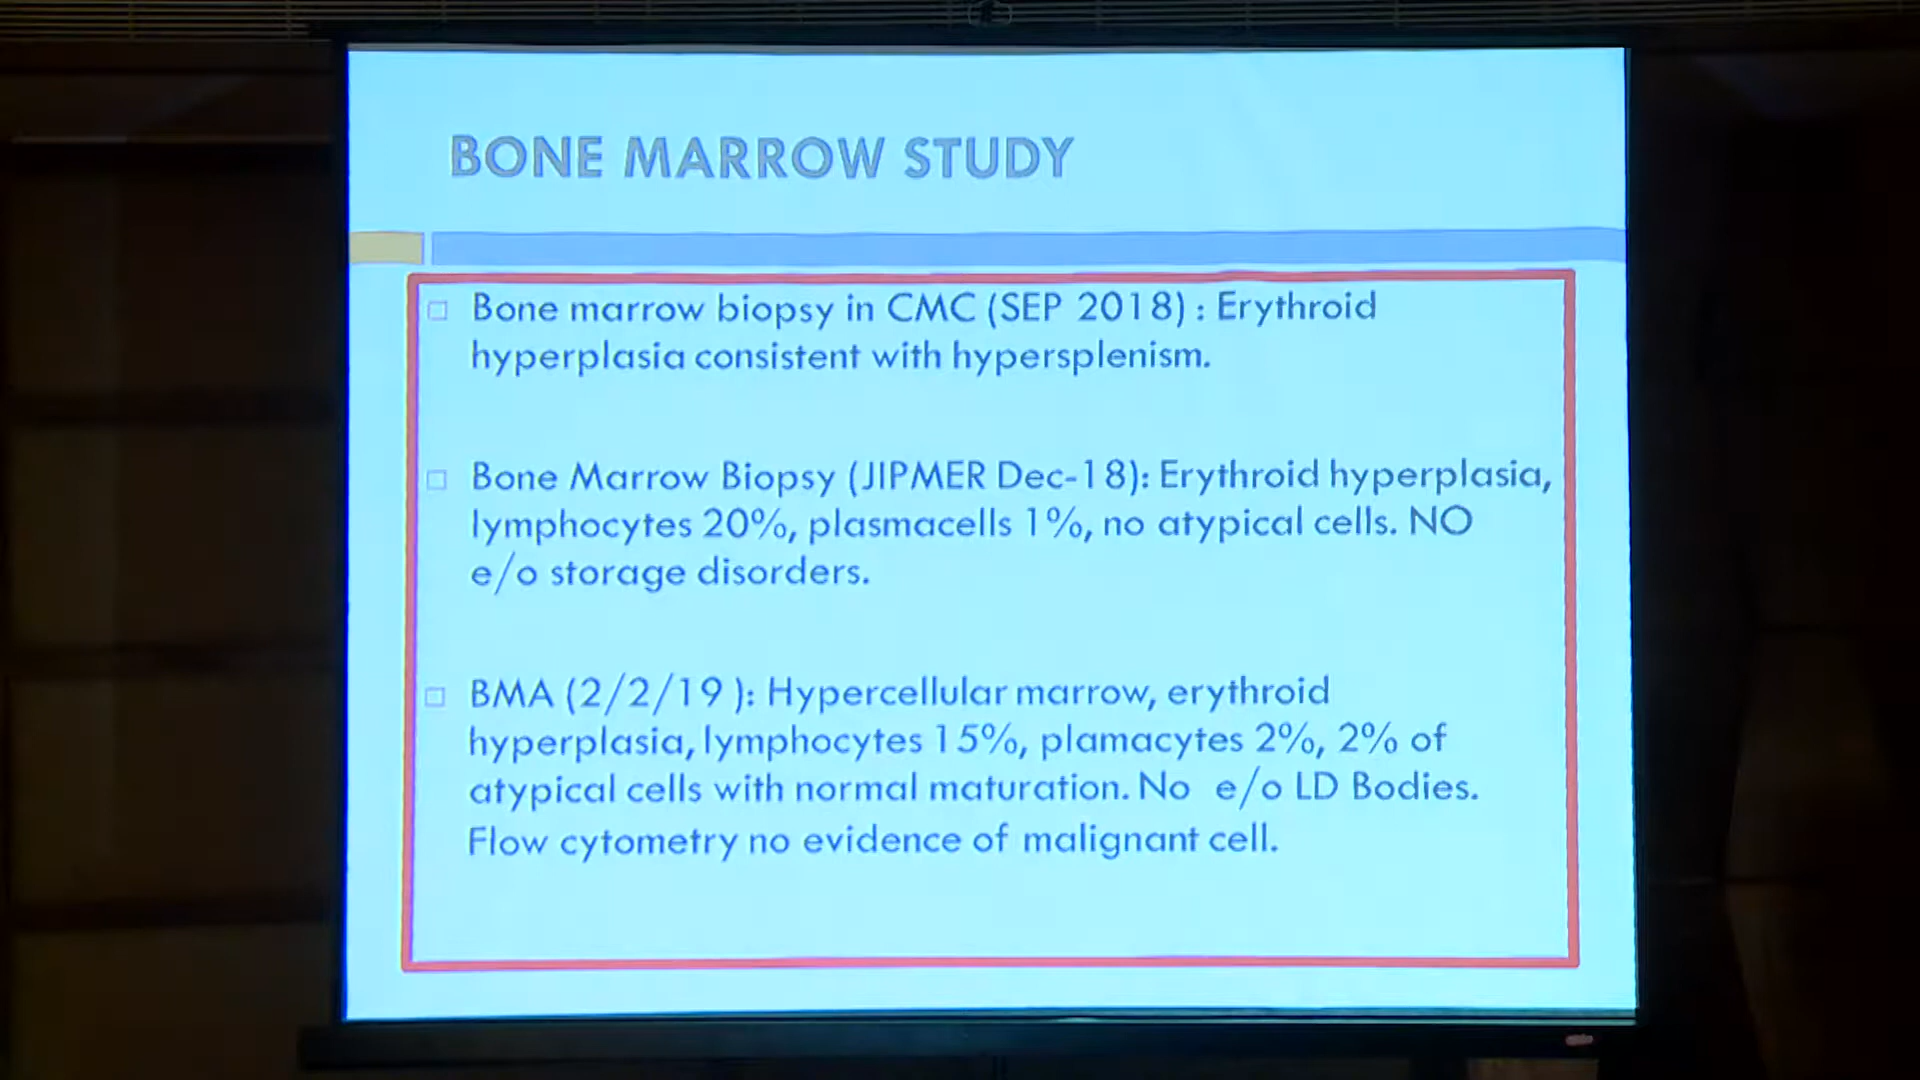 BONE MARROW STUDY
Bone marrow biopsy in CMC (SEP 2018) : Erythroid
hyperplasia consistent with hypersplenism.
Bone Marrow Biopsy (JIPMER Dec-18): Erythroid hyperplasia,
lymphocytes 20%, plasmacells 1%, no atypical cells. NO
e/o storage disorders.
BMA (2/2/19 ): Hypercellular marrow, erythroid
hyperplasia, lymphocytes 15%, plamacytes 2%, 2% of
atypical cells with normal maturation. No e/o LD Bodies.
Flow cytometry no evidence of malignant cell.